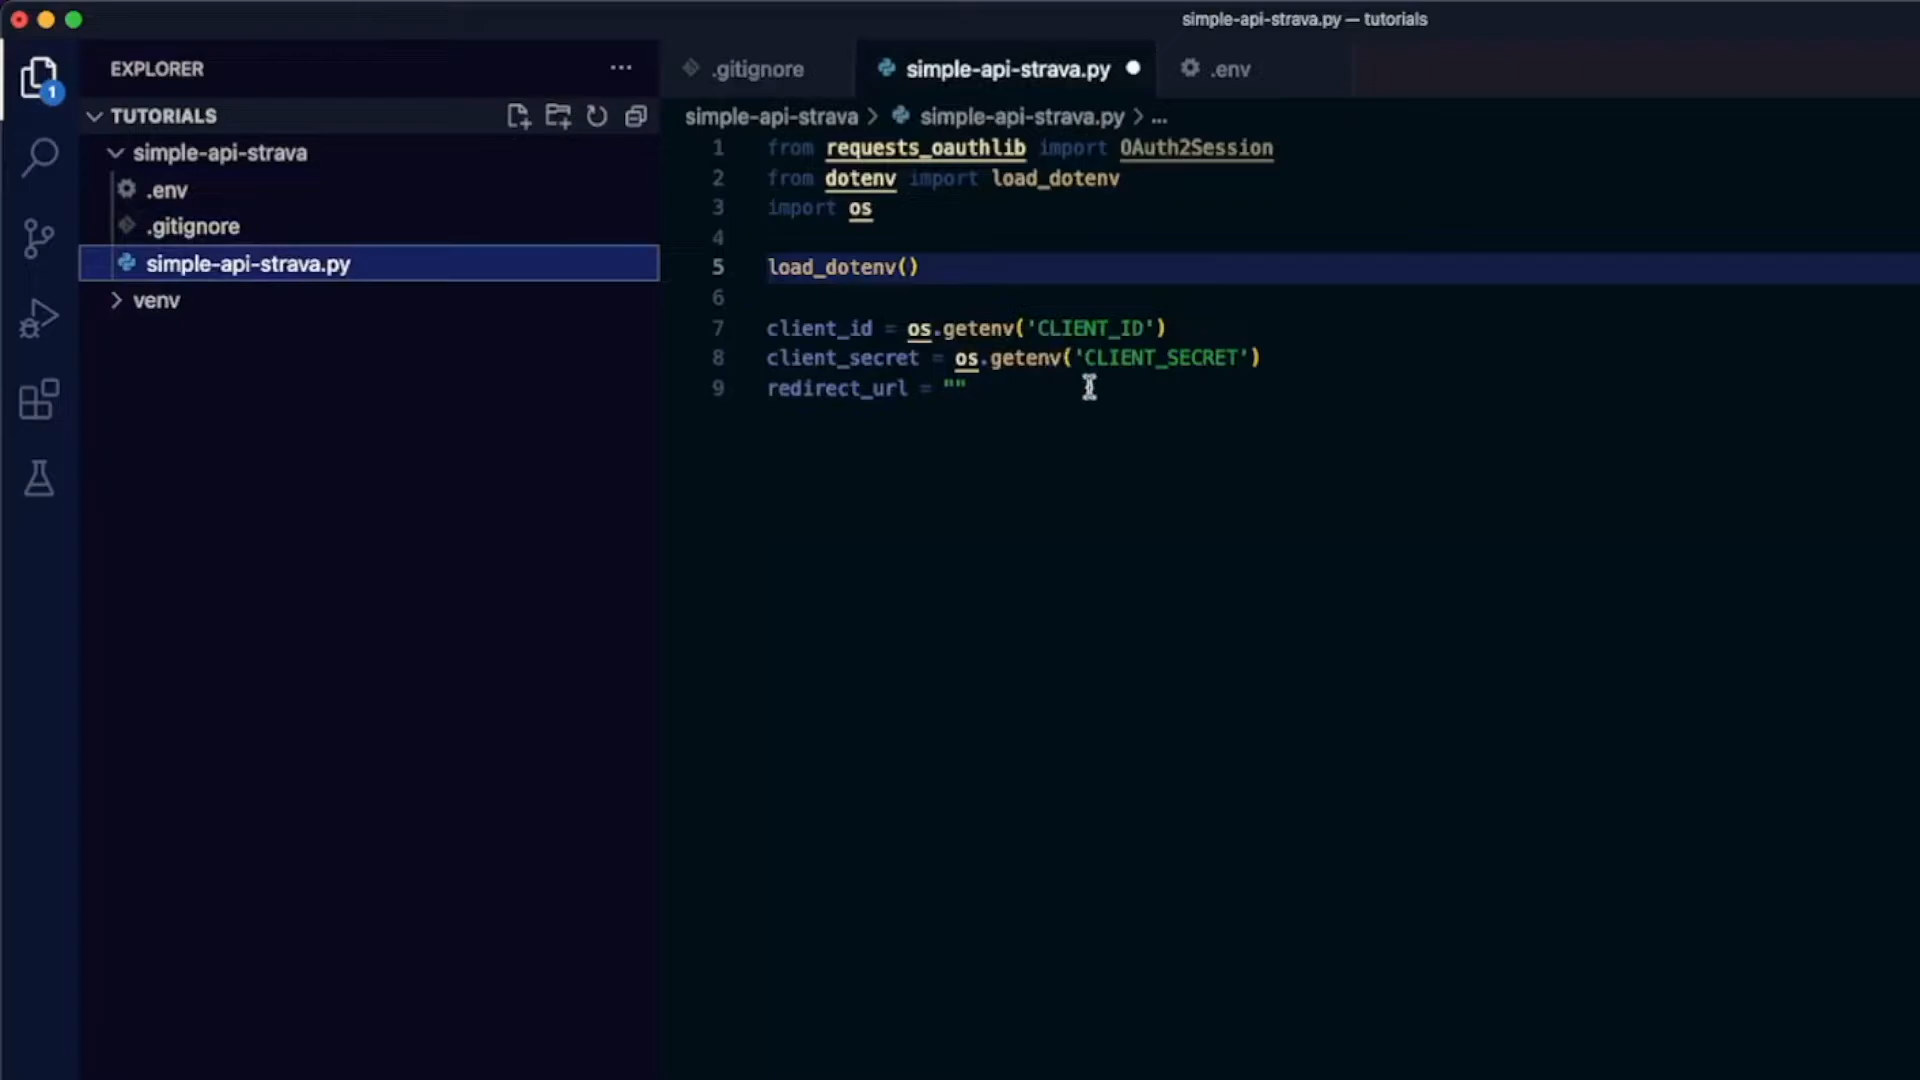 simple-api-strava.py — tutorials
EXPLORER
.gitignore
simple-api-strava.py
.env
1
TUTORIALS
simple-api-strava > simple-api-strava.py > ...
simple-api-strava
.env
.gitignore
simple-api-strava.py
venv
1 from requests_oauthlib import OAuth2Session
2 from dotenv import load_dotenv
3 import os
4
5 load_dotenv()
6
7 client_id = os.getenv('CLIENT_ID')
8 client_secret = os.getenv('CLIENT_SECRET')
9 redirect_url = ""